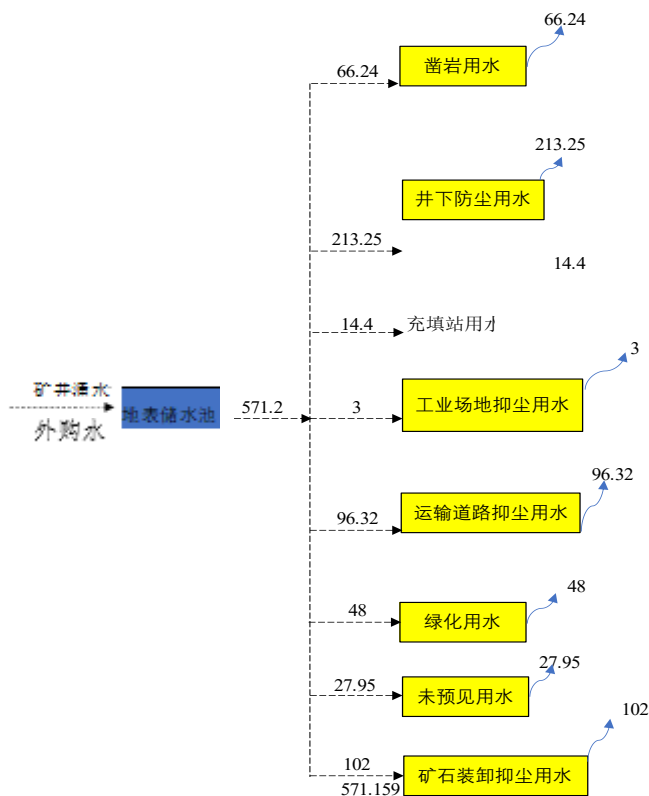 66.24
66.24
凿岩用水
213.25
井下防尘用水
213.25
14.4
14.4
充填站用水
3
矿井涌水
外购水
地表储水池
571.2
3
工业场地抑尘用水
96.32
96.32
运输道路抑尘用水
48
48
绿化用水
27.95
27.95
未预见用水
102
102
矿石装卸抑尘用水
571.159